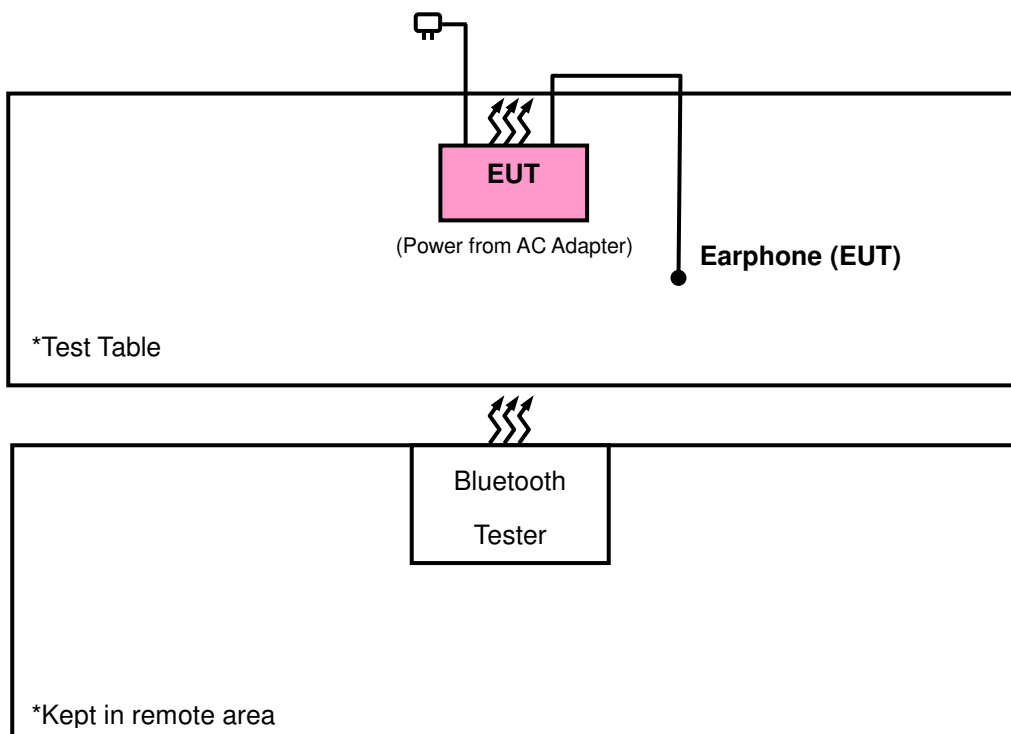 EUT
(Power from AC Adapter)
Earphone (EUT)
*Test Table
Bluetooth
Tester
*Kept in remote area